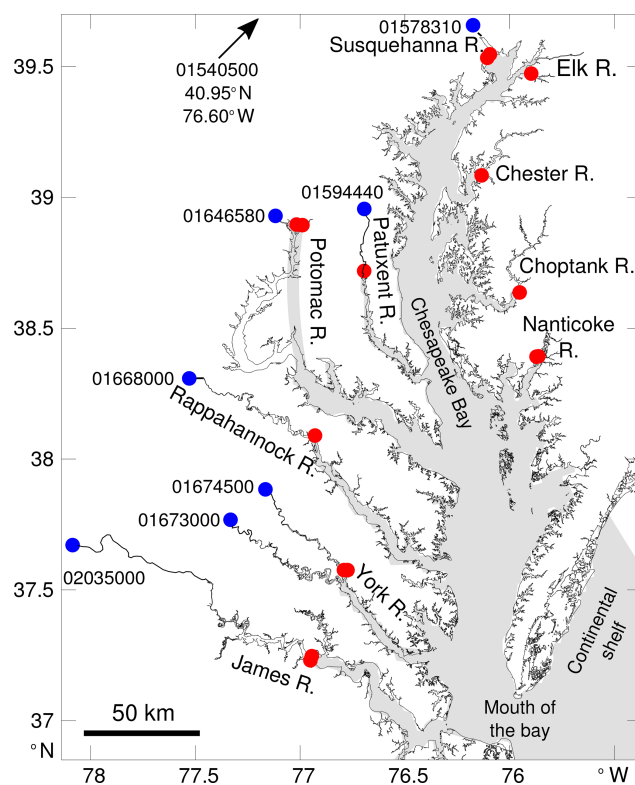 01578310
Susquehanna R.
39.5
01540500
40.95°N
76.60°W
Elk R.
39
01594440
Chester R.
01646580
Potomac R.
Patuxent R.
Choptank R.
38.5
Chesapeake Bay
Nanticoke
R.
01668000
Rappahannock R.
38
01674500
01673000
02035000
37.5
York R.
Continental
shelf
James R.
37
50 km
Mouth of
the bay
°N
78
77.5
77
76.5
76
°W